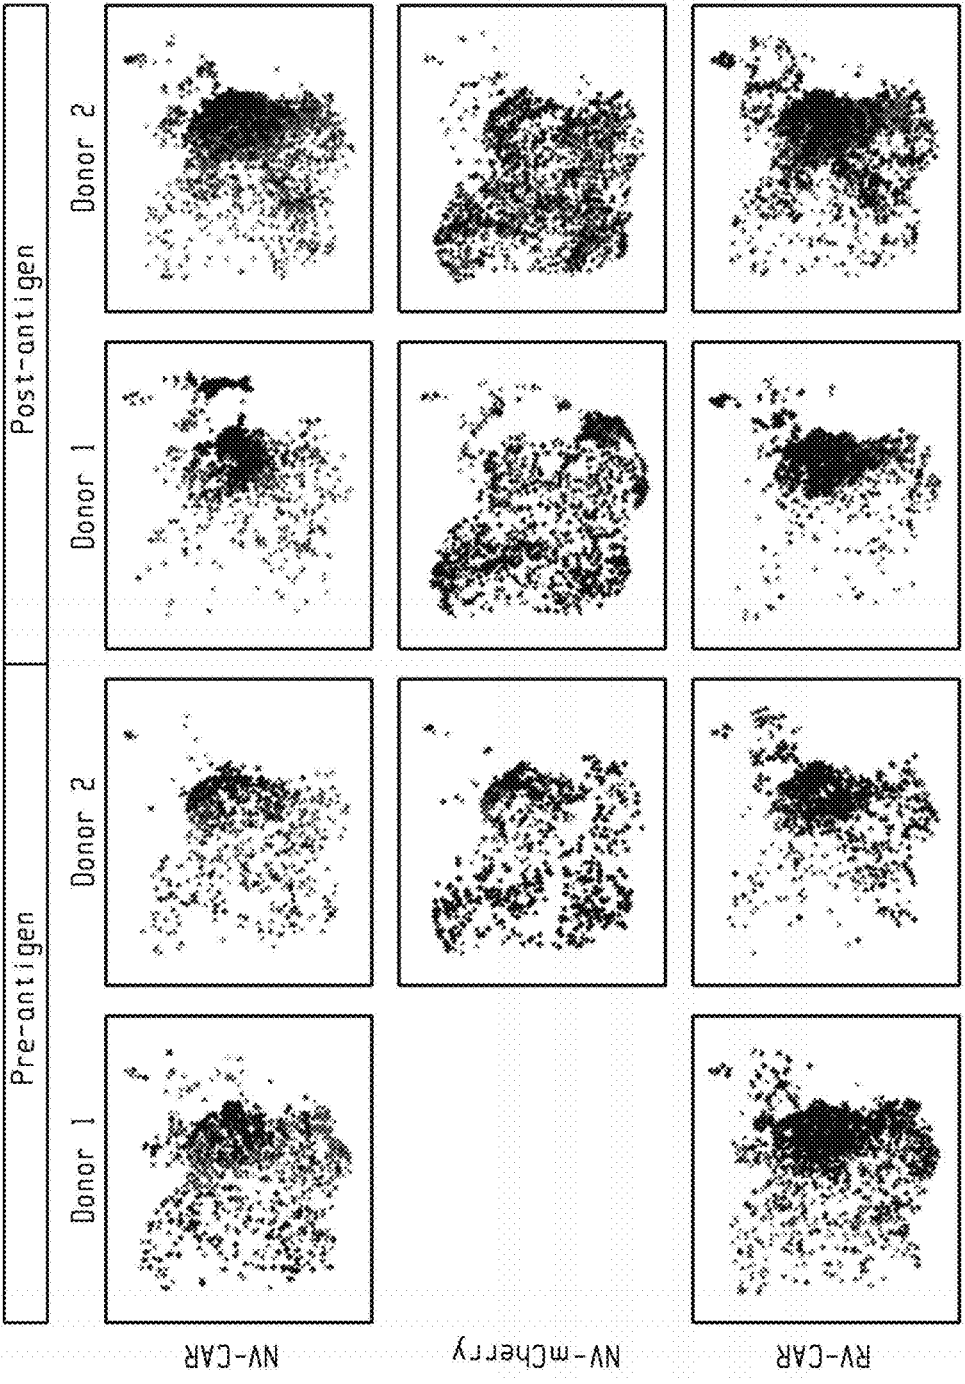 Pre-antigen
Post-antigen
Donor 1
Donor 2
Donor 1
Donor 2
NV-CAR
NV-mCherry
RV-CAR